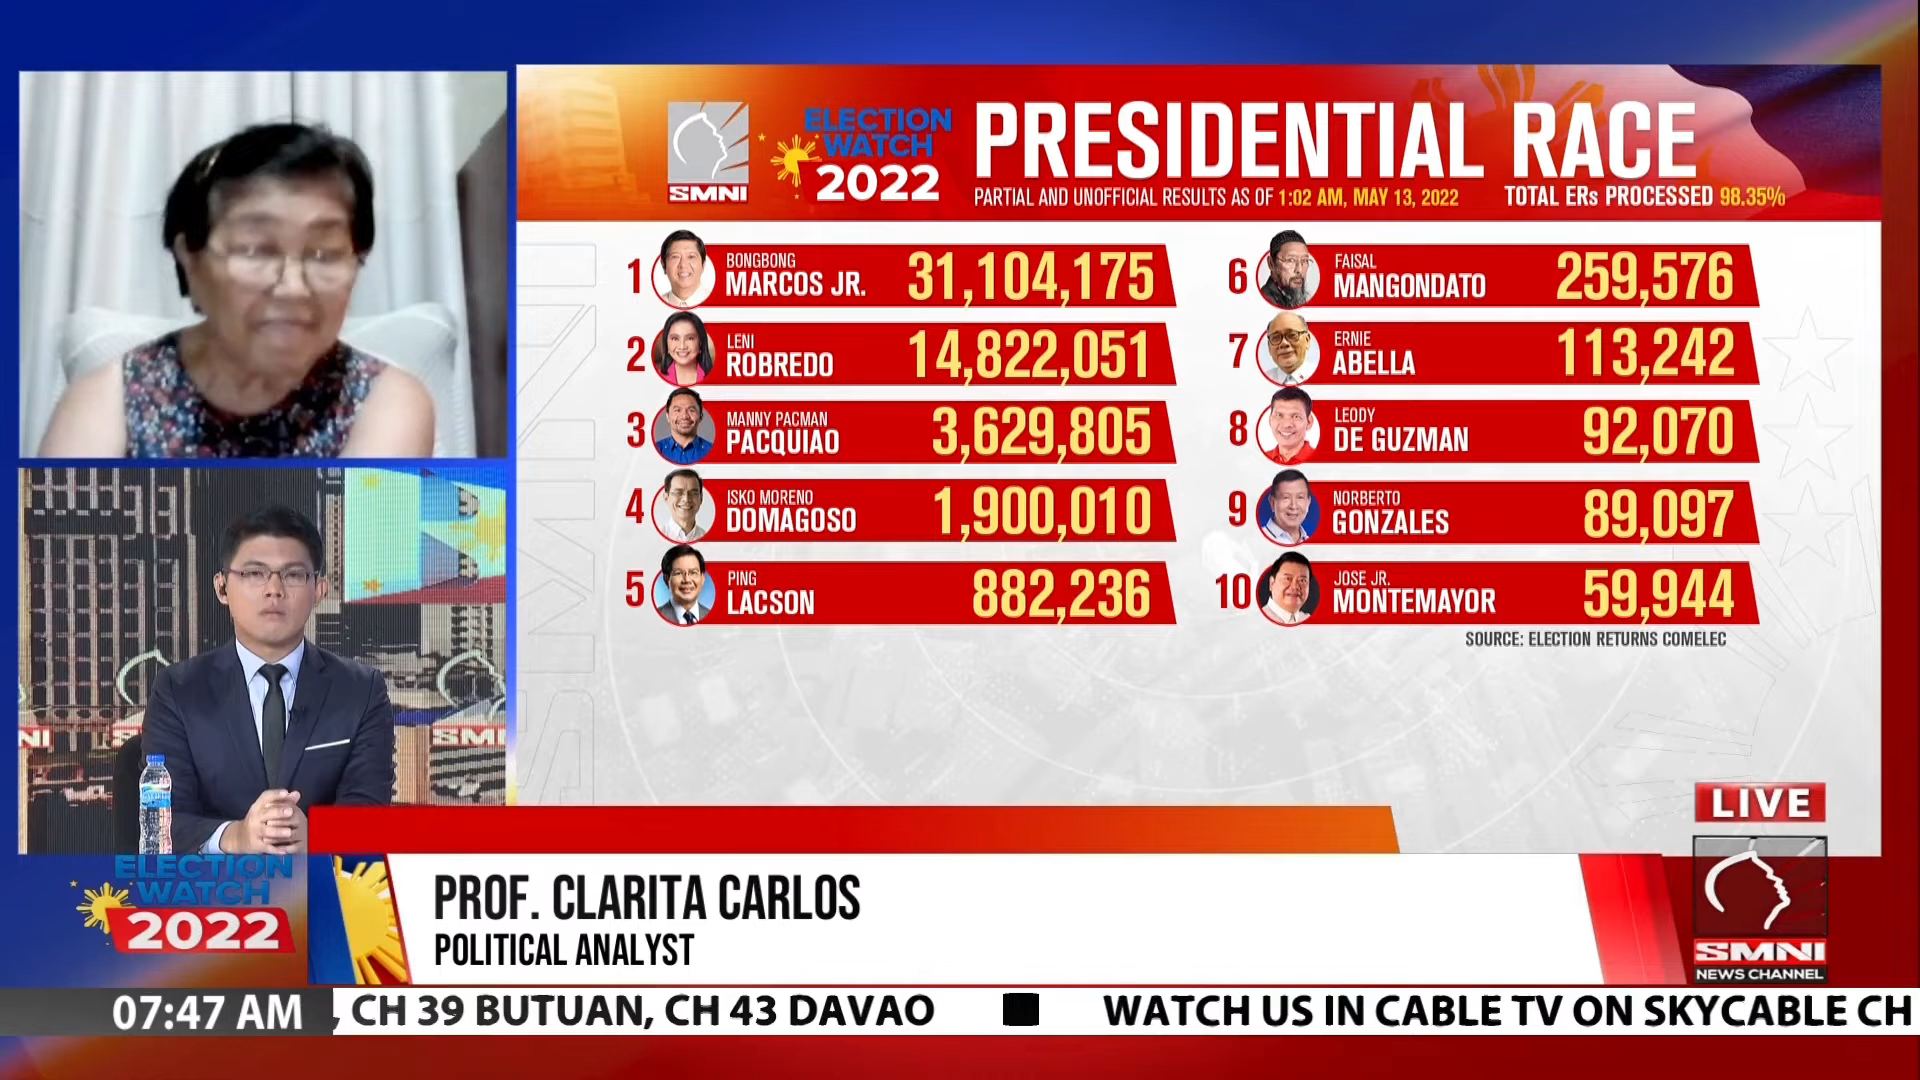 SMNI
ELECTION
WATCH
2022
PRESIDENTIAL RACE
PARTIAL AND UNOFFICIAL RESULTS AS OF 1:02 AM, MAY 13, 2022
TOTAL ERs PROCESSED 98.35%
1 BONGBONG
MARCOS JR. 31,104,175
2 LENI
ROBREDO 14,822,051
3 MANNY PACMAN
PACQUIAO 3,629,805
4 ISKO MORENO
DOMAGOSO 1,900,010
5 PING
LACSON 882,236
6 FAISAL
MANGONDATO 259,576
7 ERNIE
ABELLA 113,242
8 LEODY
DE GUZMAN 92,070
9 NORBERTO
GONZALES 89,097
10 JOSE JR.
MONTEMAYOR 59,944
SOURCE: ELECTION RETURNS COMELEC
SMNI
NI
SMNI
LIVE
ELECTION
WATCH
2022
PROF. CLARITA CARLOS
POLITICAL ANALYST
SMNI
NEWS CHANNEL
07:47 AM
, CH 39 BUTUAN, CH 43 DAVAO WATCH US IN CABLE TV ON SKYCABLE CH